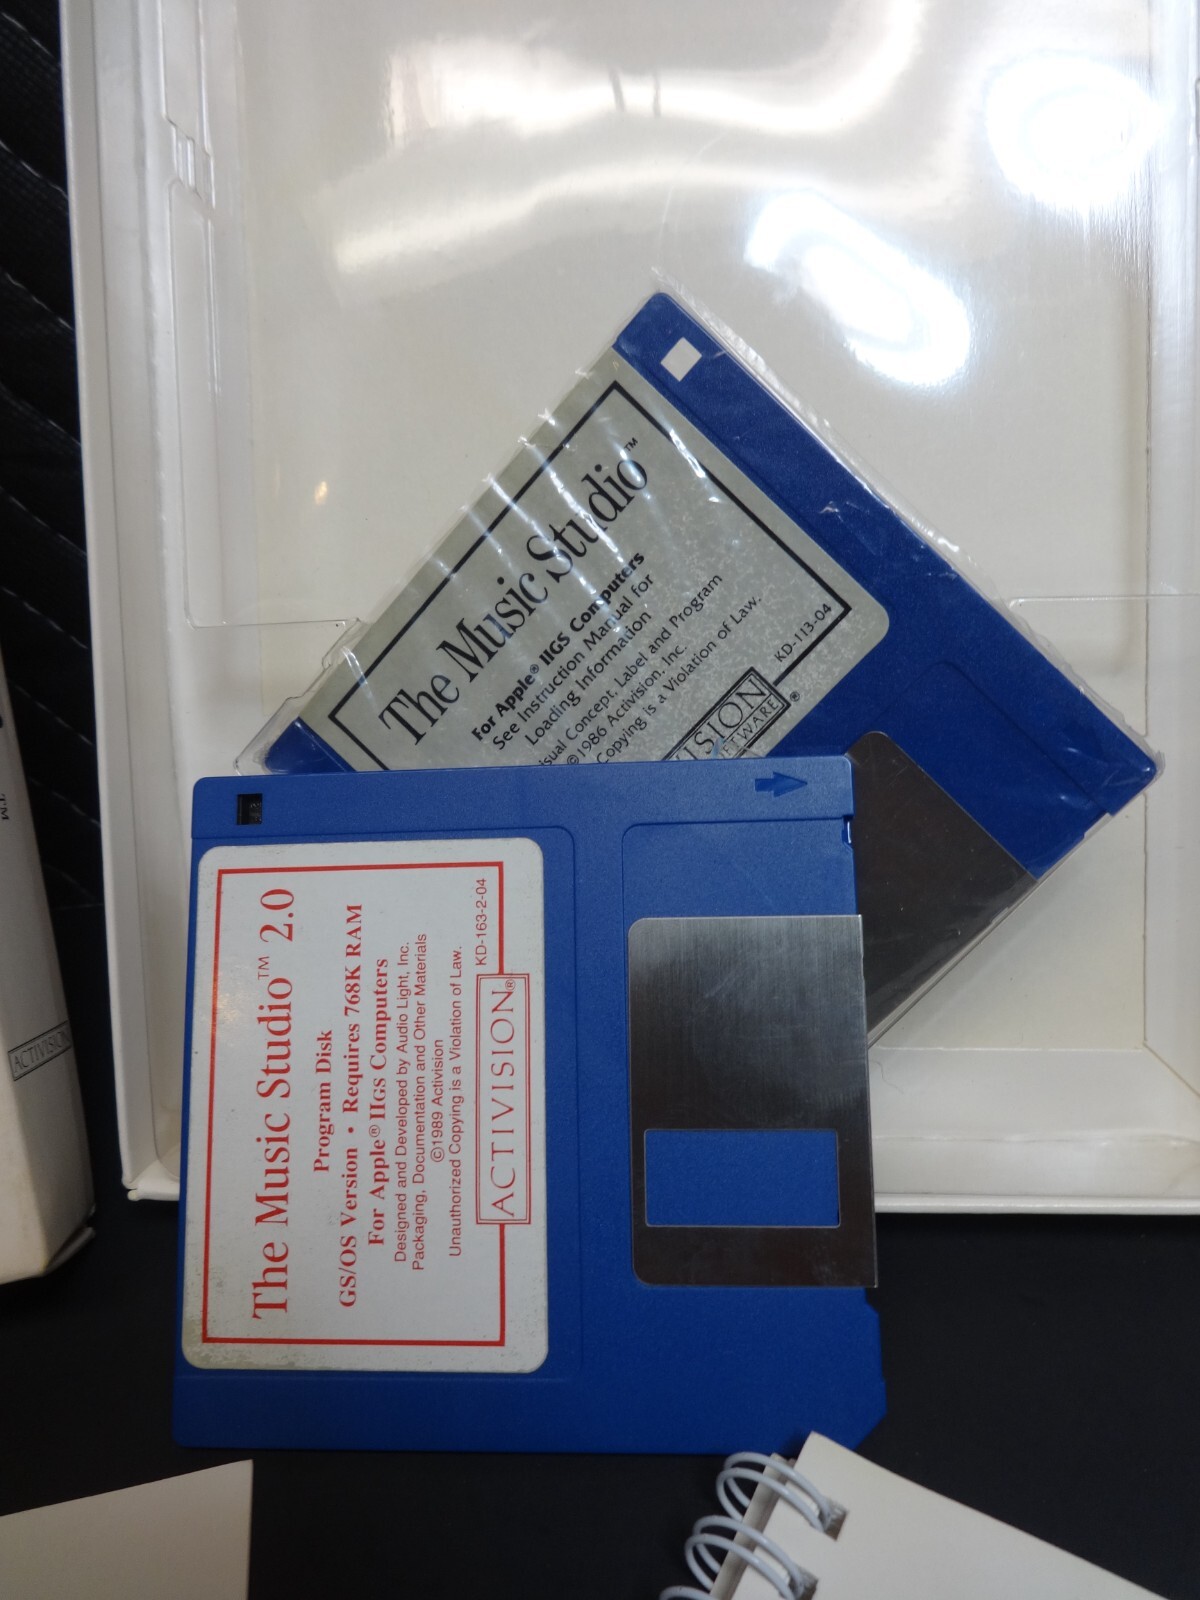 The Music Studio™
For Apple® IIGS Computers
See Instruction Manual for
Loading Information
Concept, Label and Program
©1986 Activision, Inc.
Copying is a Violation of Law.
KD-113-04
®
The Music Studio™ 2.0
Program Disk
GS/OS Version • Requires 768K RAM
For Apple® IIGS Computers
Designed and Developed by Audio Light, Inc.
Packaging, Documentation and Other Materials
©1989 Activision
Unauthorized Copying is a Violation of Law.
KD-163-2-04
ACTIVISION®
TM
ACTIVISION